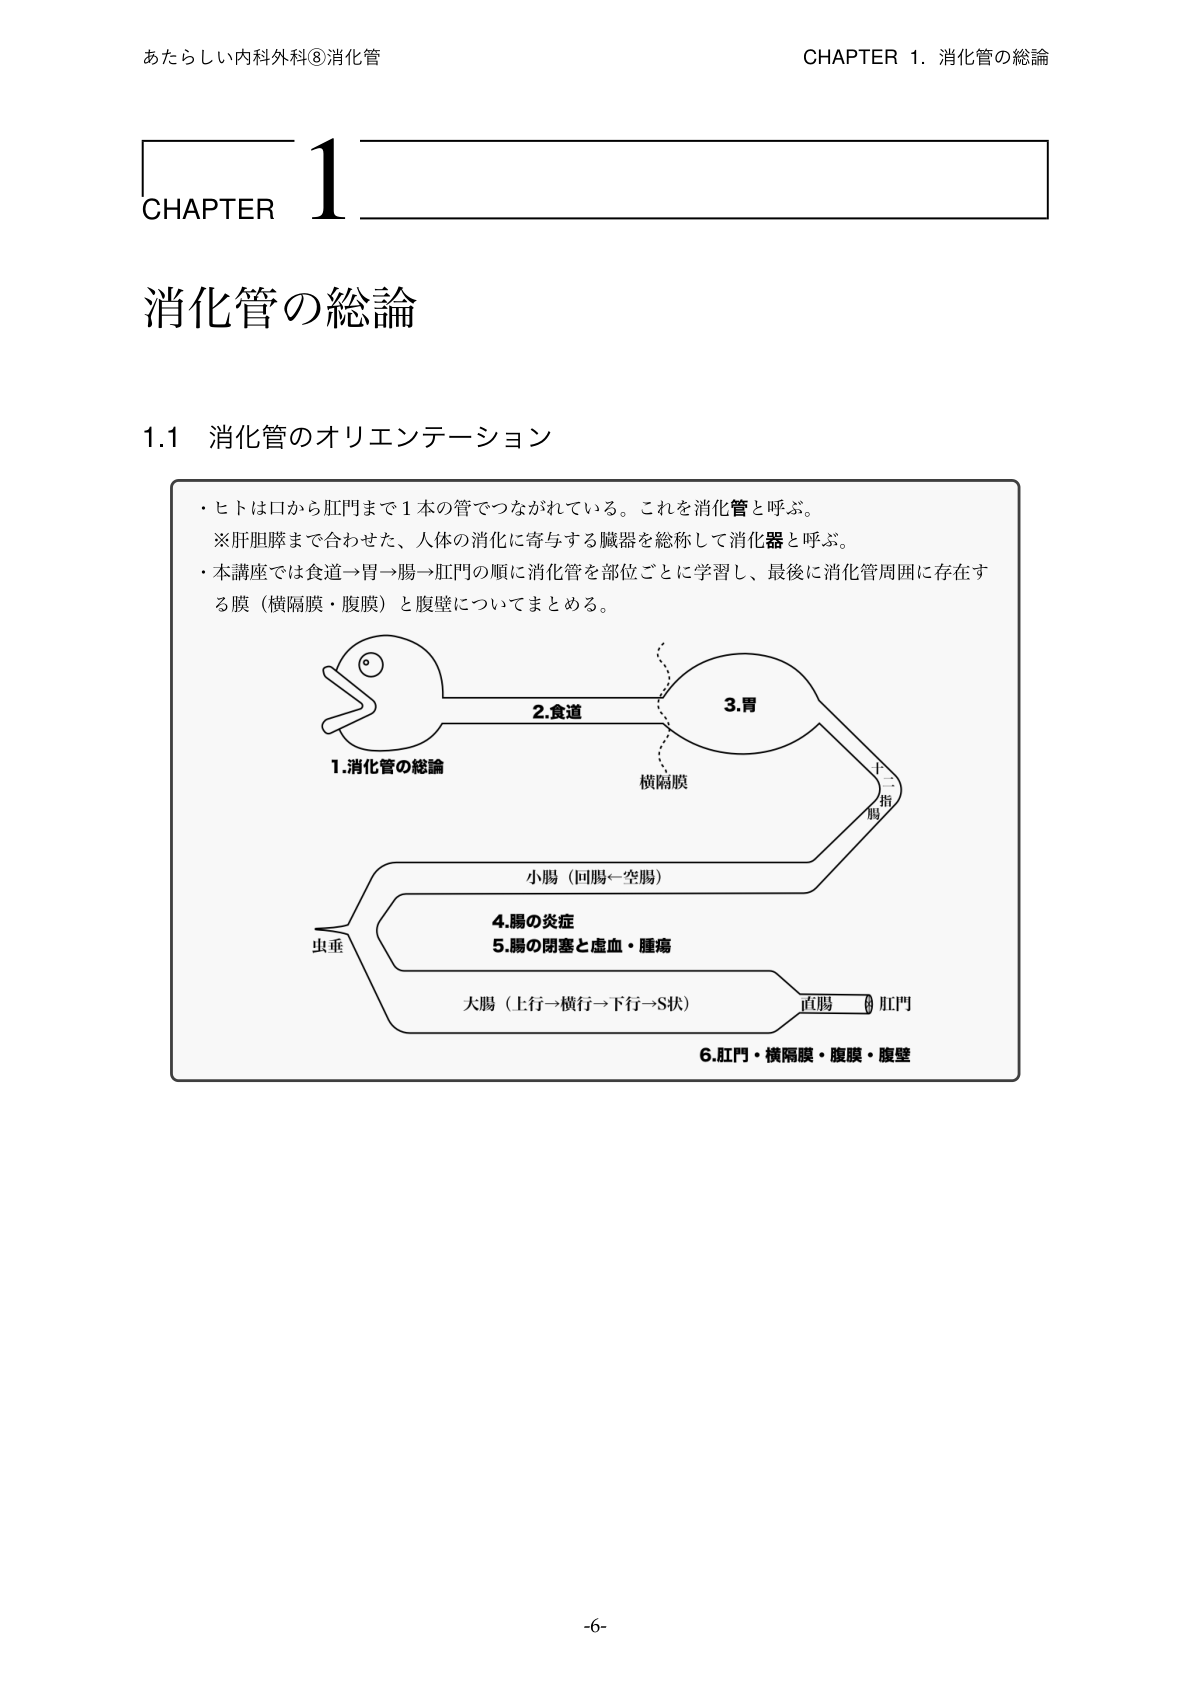 あたらしい内科外科⑧消化管
CHAPTER 1. 消化管の総論
CHAPTER 1
消化管の総論
1.1 消化管のオリエンテーション
・ヒトは口から肛門まで1本の管でつながれている。これを消化管と呼ぶ。
※肝胆膵まで合わせた、人体の消化に寄与する臓器を総称して消化器と呼ぶ。
・本講座では食道→胃→腸→肛門の順に消化管を部位ごとに学習し、最後に消化管周囲に存在す
る膜（横隔膜・腹膜）と腹壁についてまとめる。
2.食道
3.胃
1.消化管の総論
横隔膜
十二指腸
小腸（回腸←空腸）
4.腸の炎症
5.腸の閉塞と虚血・腫瘍
虫垂
大腸（上行→横行→下行→S状）
直腸
肛門
6.肛門・横隔膜・腹膜・腹壁
-6-